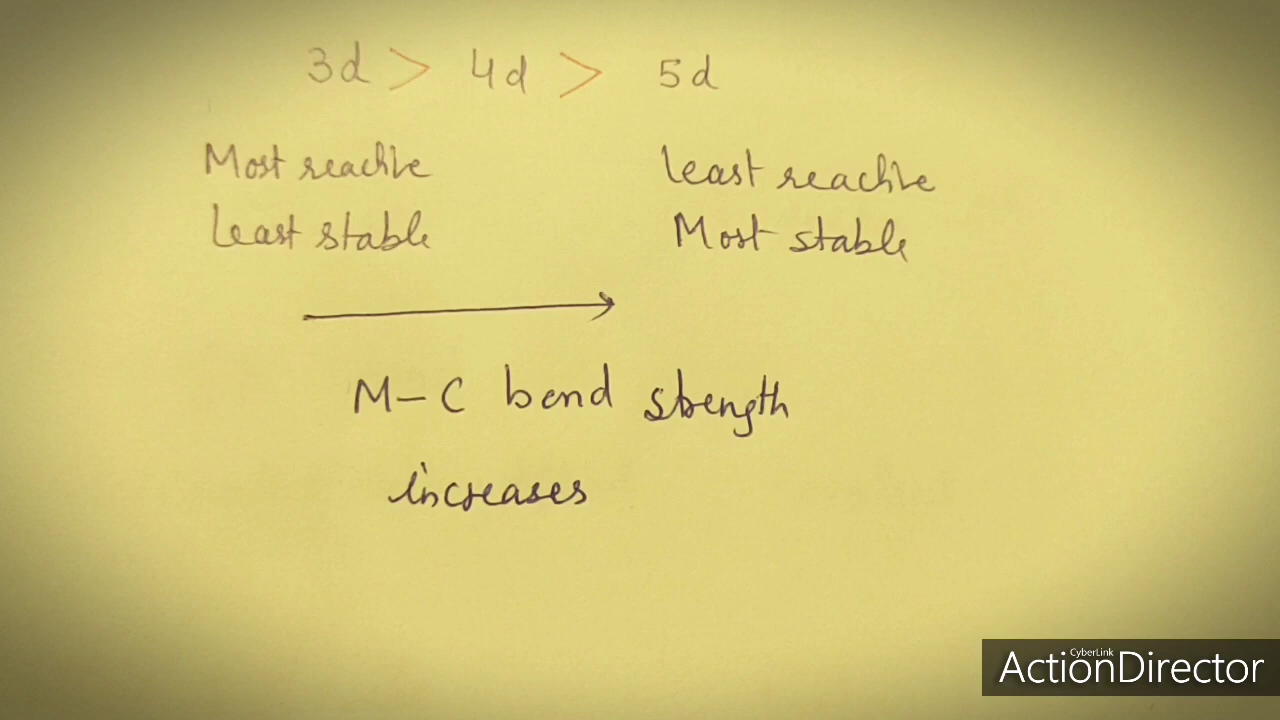 3d > 4d > 5d
Most reactive least reactive
Least stable Most stable
M-C bond strength
increases
CyberLink
ActionDirector